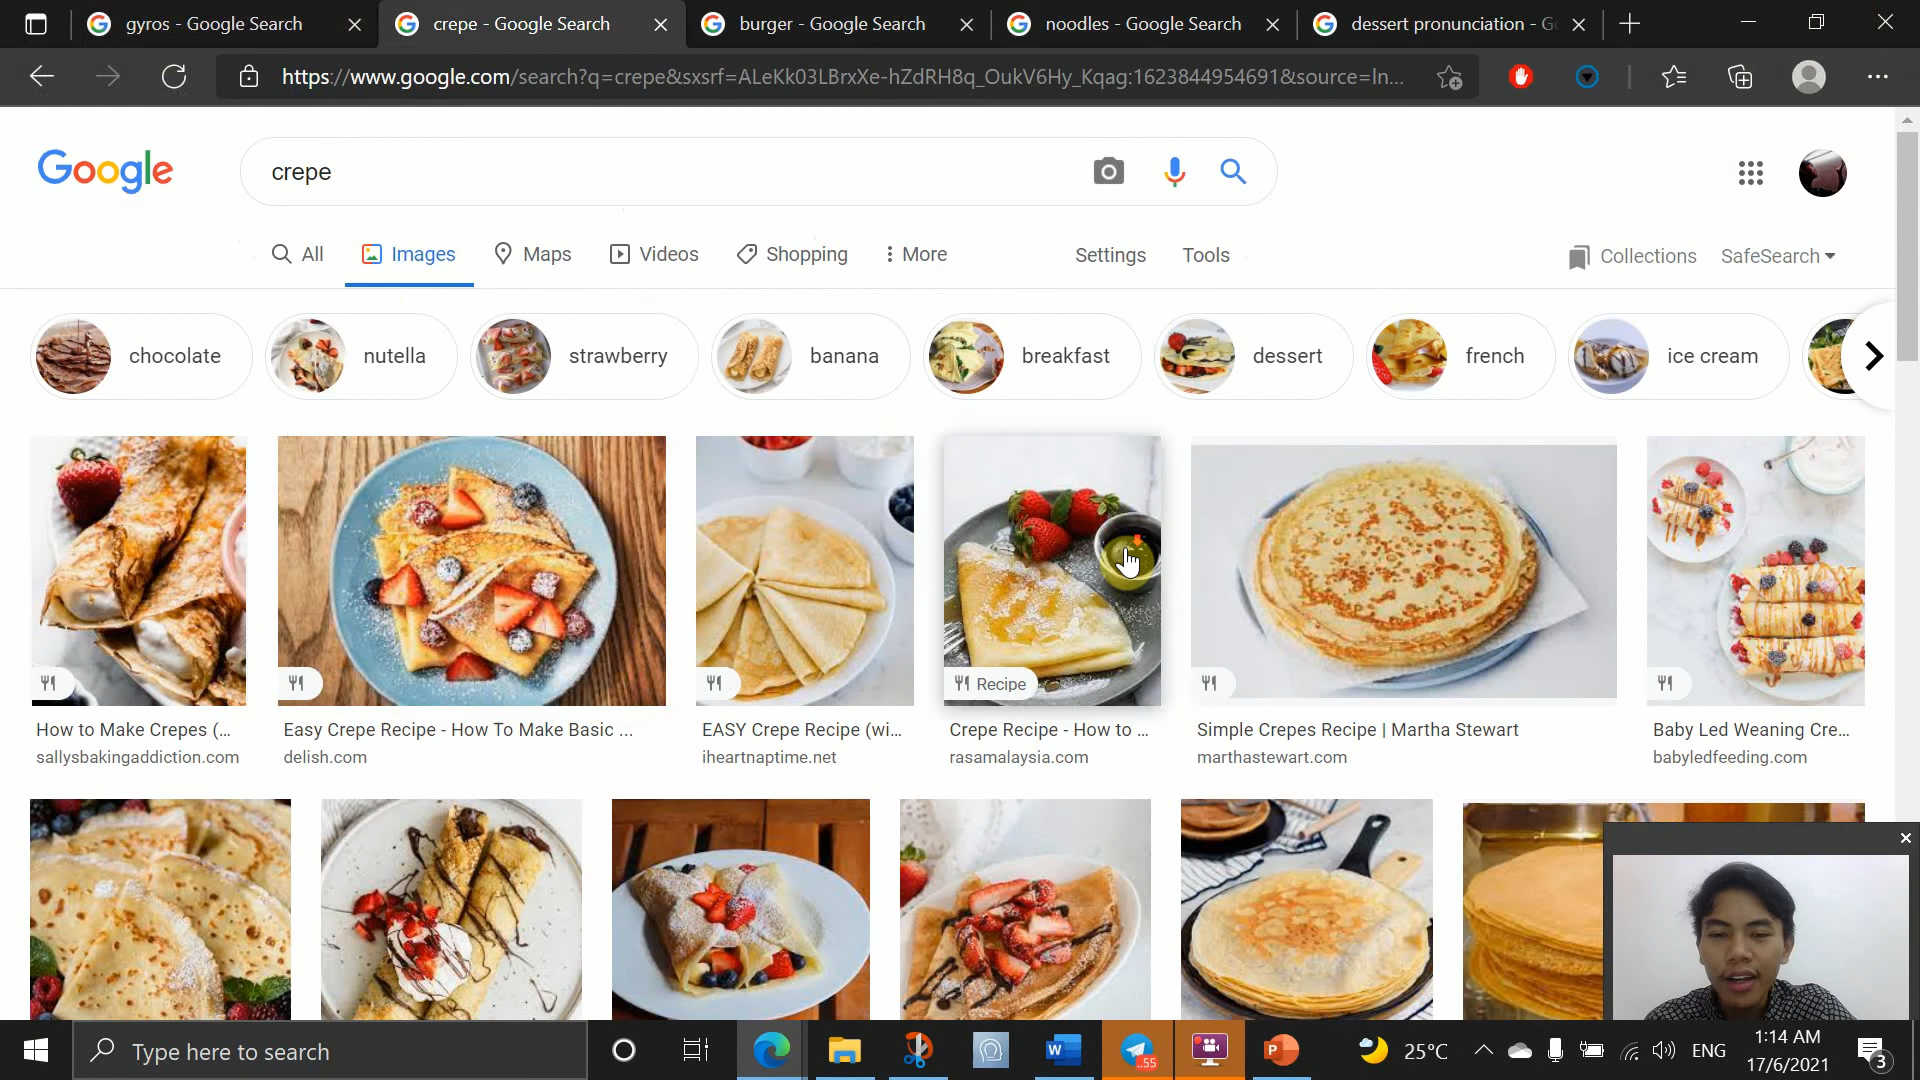 gyros - Google Search
crepe - Google Search
burger - Google Search
noodles - Google Search
dessert pronunciation - G
https://www.google.com/search?q=crepe&sxsrf=ALeKk03LBrxXe-hZdRH8q_OukV6Hy_Kqag:1623844954691&source=ln...
Google
crepe
All
Images
Maps
Videos
Shopping
More
Settings
Tools
Collections
SafeSearch
chocolate
nutella
strawberry
banana
breakfast
dessert
french
ice cream
Recipe
How to Make Crepes (...
sallysbakingaddiction.com
Easy Crepe Recipe - How To Make Basic ...
delish.com
EASY Crepe Recipe (wi...
iheartnaptime.net
Crepe Recipe - How to ...
rasamalaysia.com
Simple Crepes Recipe | Martha Stewart
marthastewart.com
Baby Led Weaning Cre...
babyledfeeding.com
Type here to search
..55
25°C
ENG
1:14 AM
17/6/2021
3